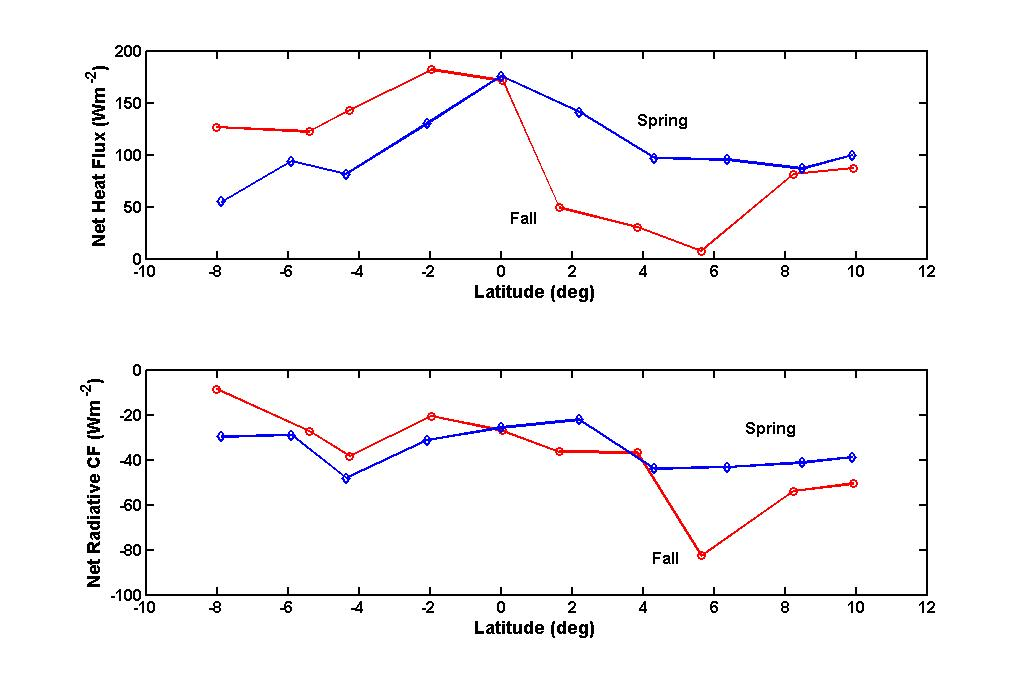 200
150
100
50
0
Net Heat Flux (Wm-2)
Spring
Fall
-10 -8 -6 -4 -2 0 2 4 6 8 10 12
Latitude (deg)
0
-20
-40
-60
-80
-100
Net Radiative CF (Wm-2)
Spring
Fall
-10 -8 -6 -4 -2 0 2 4 6 8 10 12
Latitude (deg)